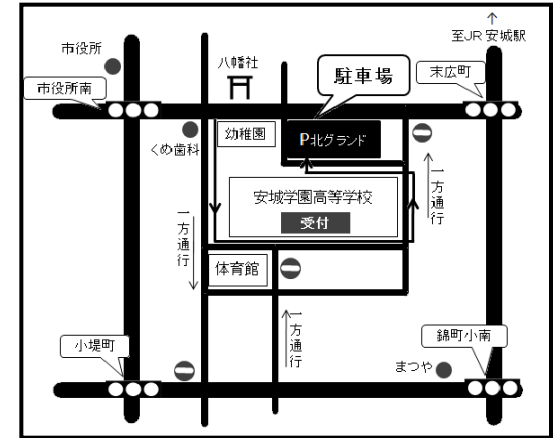 ↑
至JR安城駅
市役所
八幡社
駐車場
末広町
市役所南
くめ歯科
幼稚園
P北グランド
一方通行
安城学園高等学校
受付
一方通行
体育館
一方通行
小堤町
錦町小南
まつや